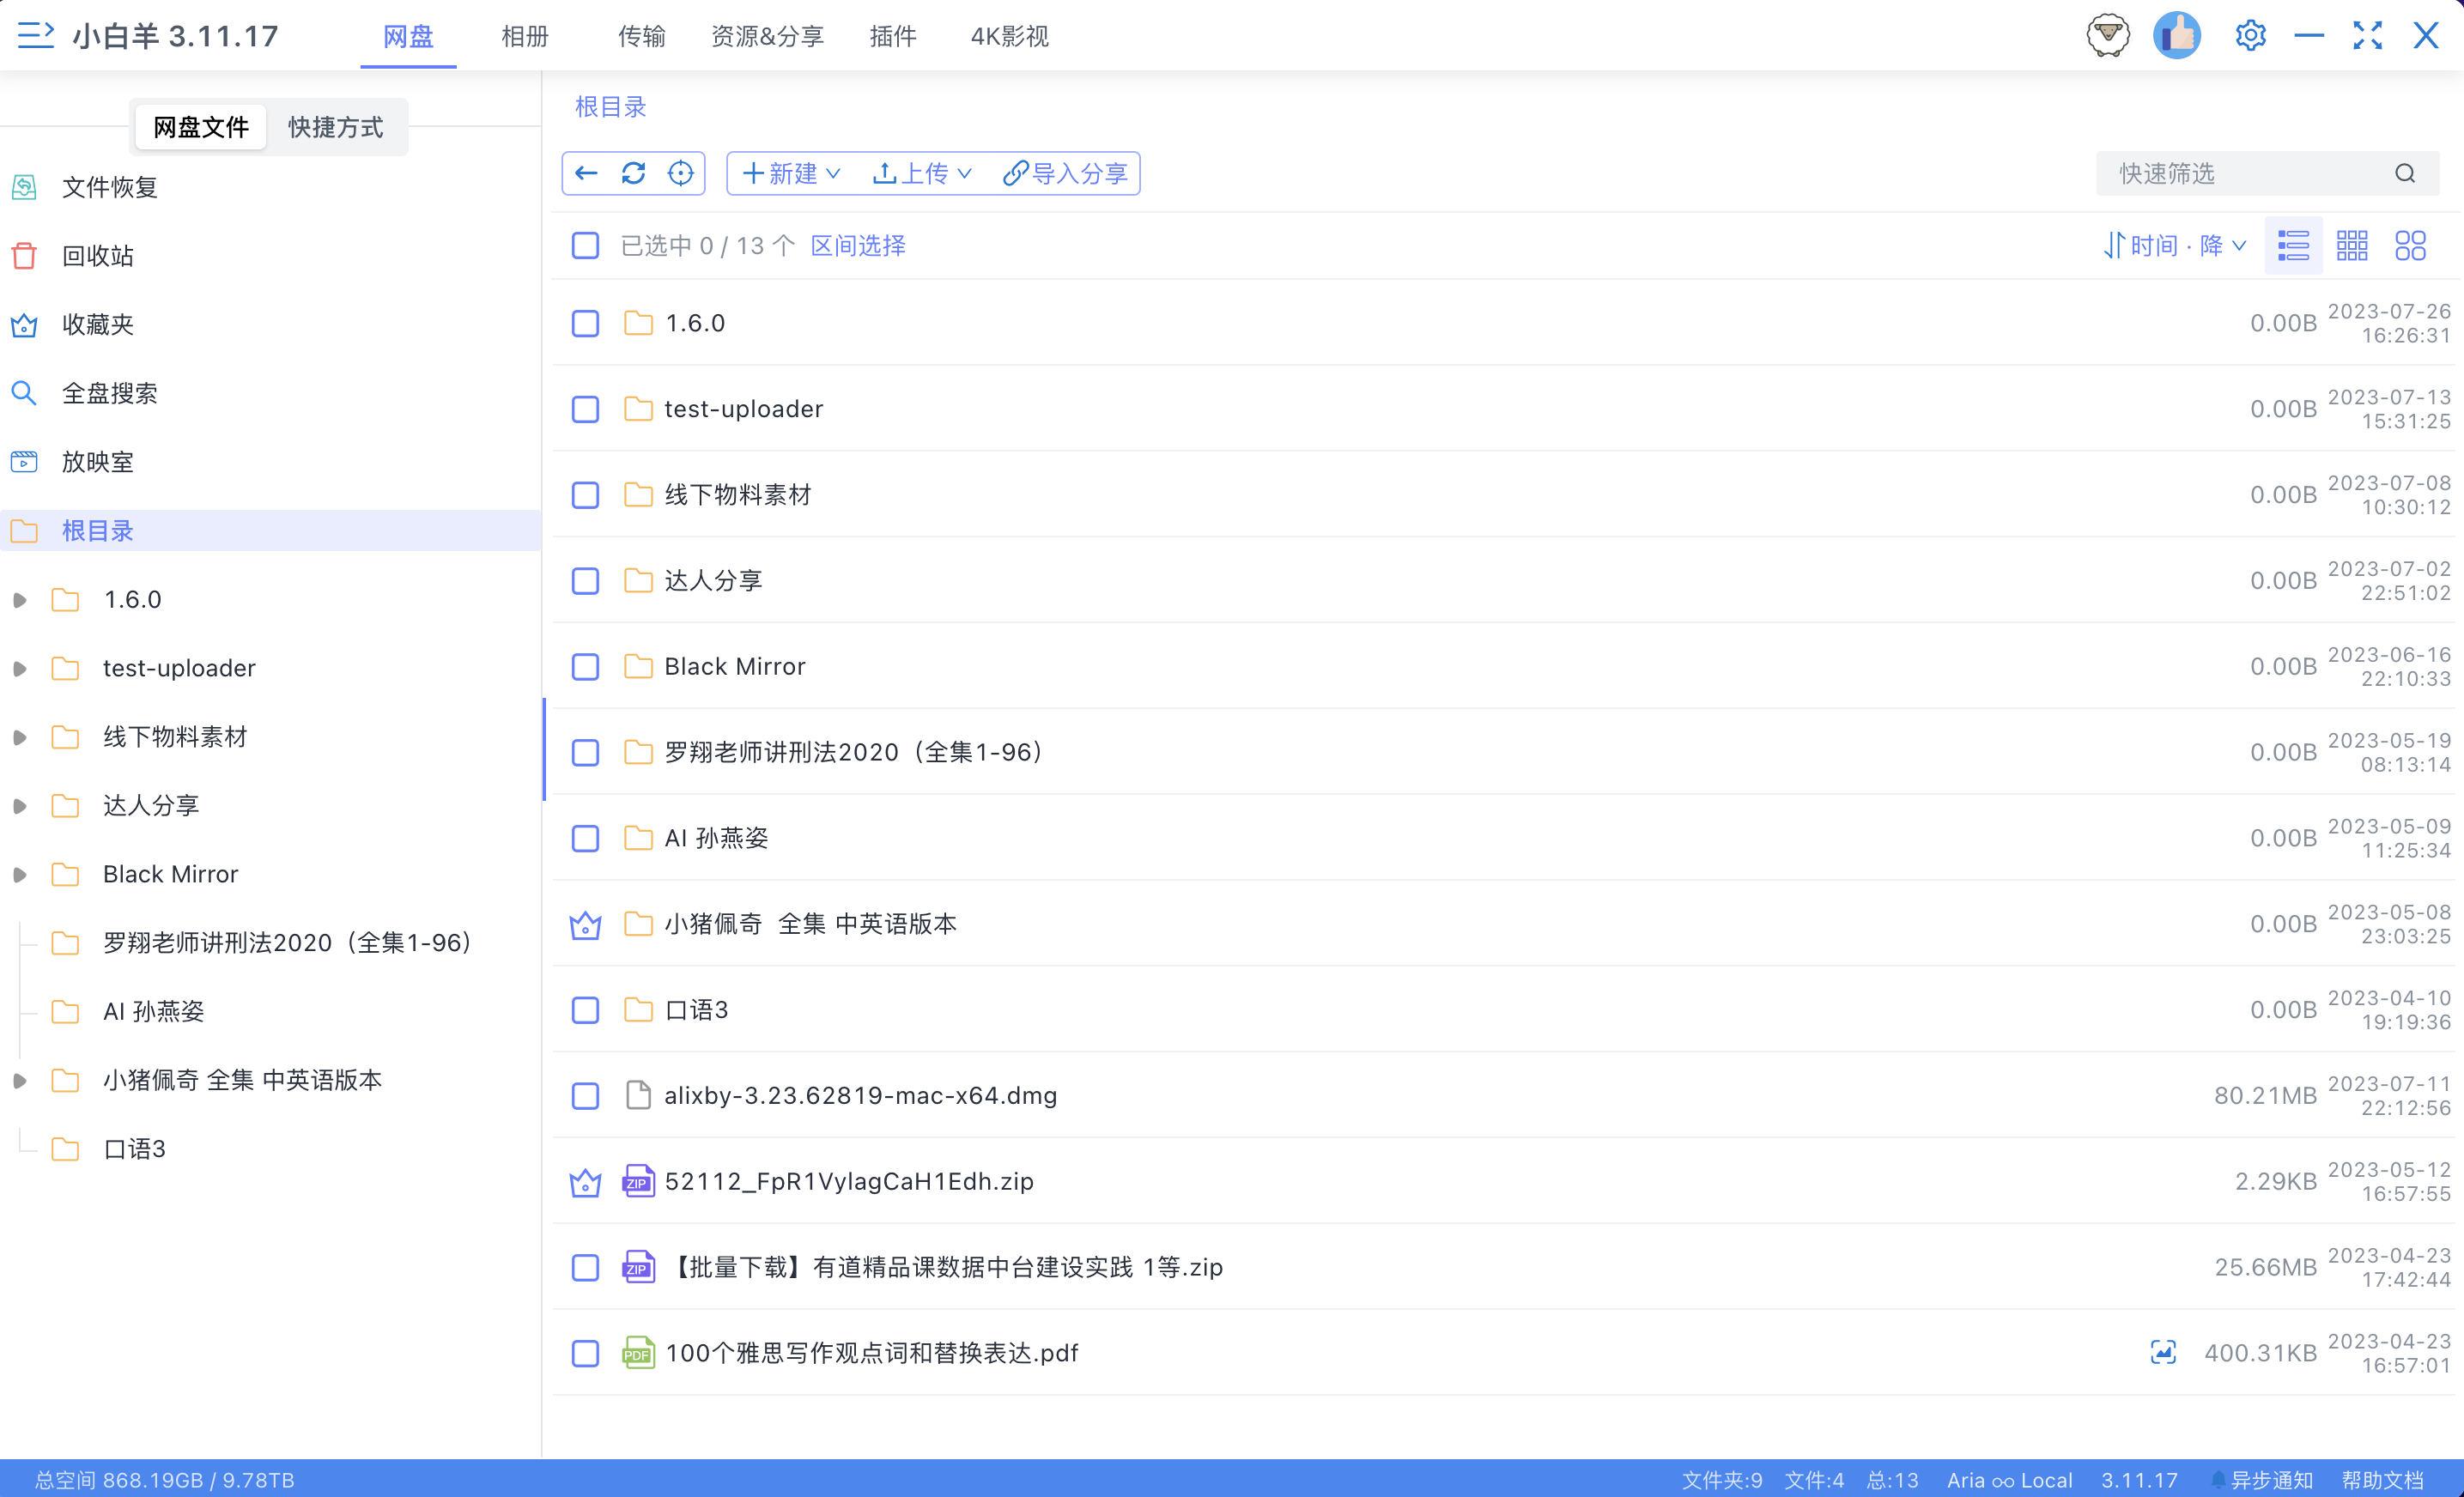 小白羊 3.11.17
网盘
相册
传输
资源&分享
插件
4K影视
网盘文件
快捷方式
文件恢复
回收站
收藏夹
全盘搜索
放映室
根目录
1.6.0
test-uploader
线下物料素材
达人分享
Black Mirror
罗翔老师讲刑法2020（全集1-96）
AI 孙燕姿
小猪佩奇 全集 中英语版本
口语3
根目录
新建
上传
导入分享
快速筛选
已选中 0 / 13 个 区间选择
时间 · 降
1.6.0 0.00B 2023-07-26
16:26:31
test-uploader 0.00B 2023-07-13
15:31:25
线下物料素材 0.00B 2023-07-08
10:30:12
达人分享 0.00B 2023-07-02
22:51:02
Black Mirror 0.00B 2023-06-16
22:10:33
罗翔老师讲刑法2020（全集1-96） 0.00B 2023-05-19
08:13:14
AI 孙燕姿 0.00B 2023-05-09
11:25:34
小猪佩奇 全集 中英语版本 0.00B 2023-05-08
23:03:25
口语3 0.00B 2023-04-10
19:19:36
alixby-3.23.62819-mac-x64.dmg 80.21MB 2023-07-11
22:12:56
ZIP 52112_FpR1VylagCaH1Edh.zip 2.29KB 2023-05-12
16:57:55
ZIP 【批量下载】有道精品课数据中台建设实践 1等.zip 25.66MB 2023-04-23
17:42:44
PDF 100个雅思写作观点词和替换表达.pdf 400.31KB 2023-04-23
16:57:01
总空间 868.19GB / 9.78TB
文件夹:9
文件:4
总:13
Aria Local
3.11.17
异步通知
帮助文档